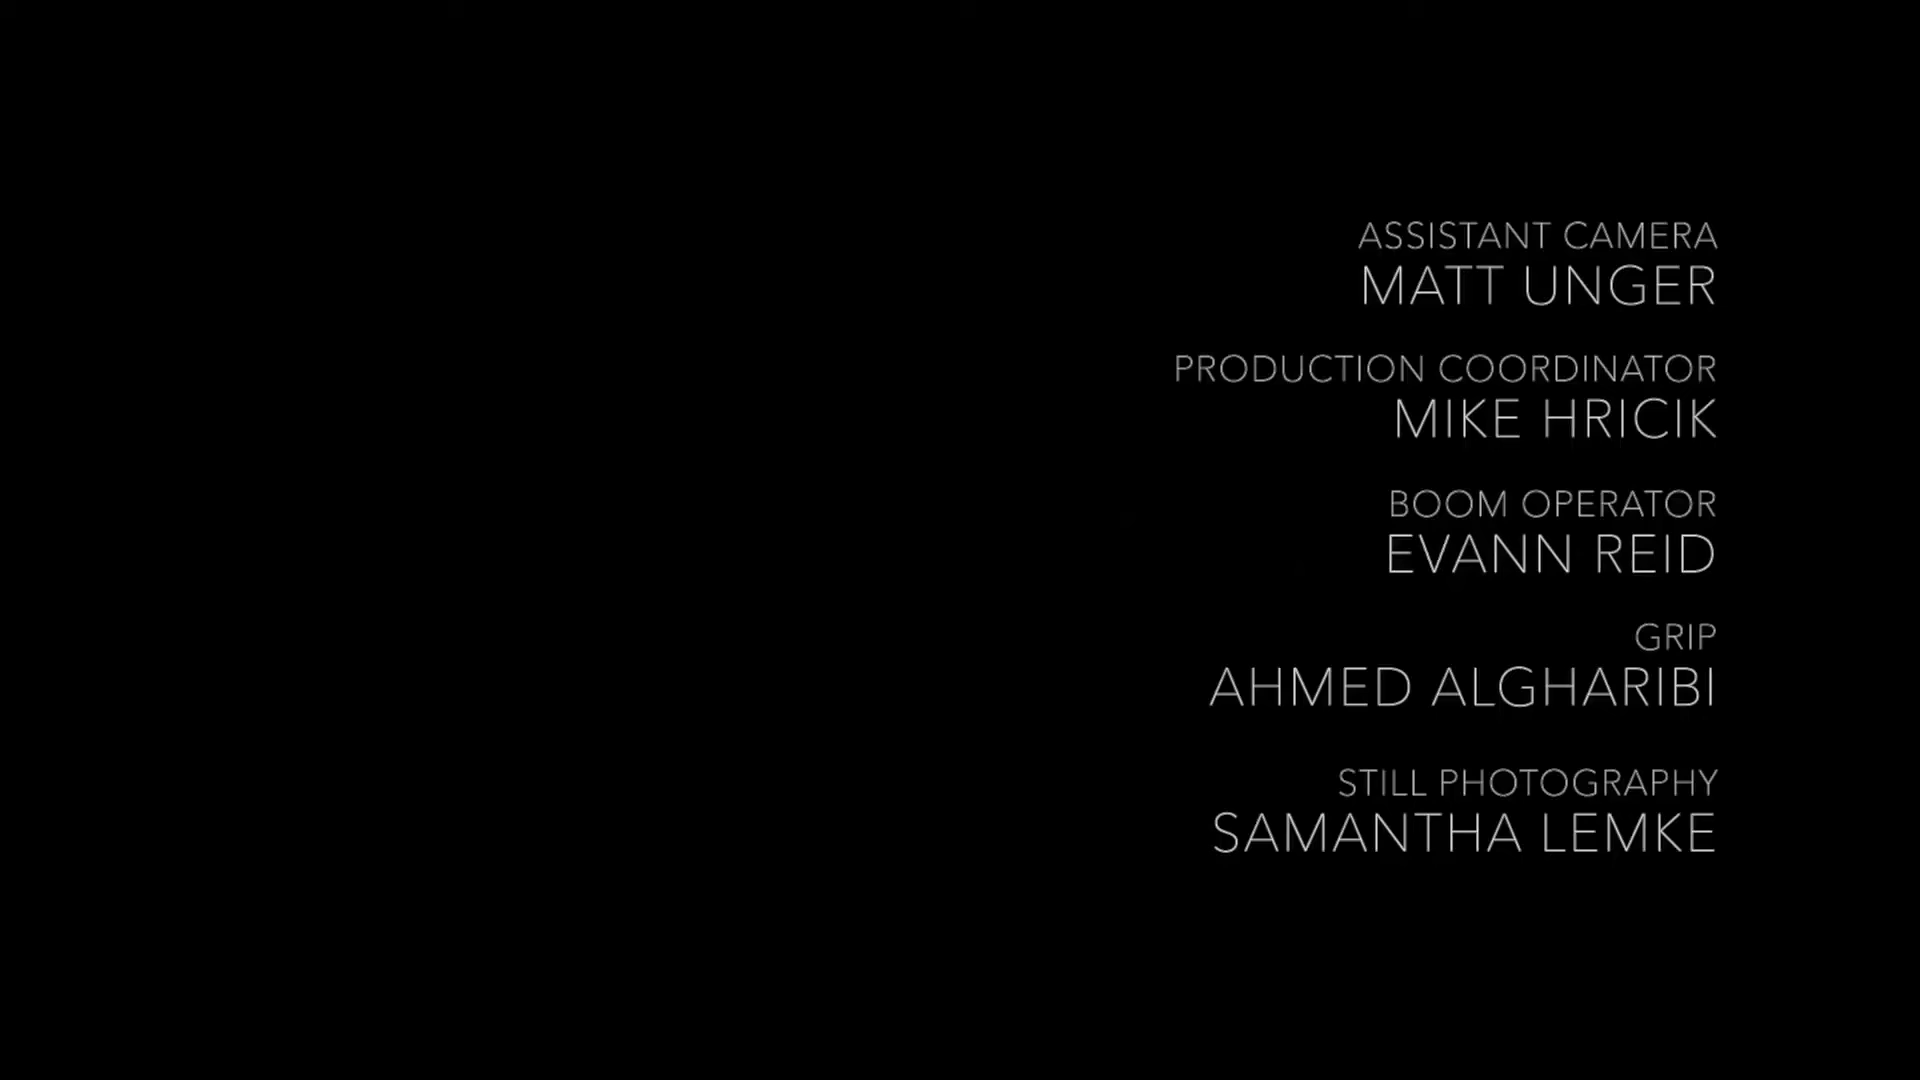 ASSISTANT CAMERA
MATT UNGER
PRODUCTION COORDINATOR
MIKE HRICIK
BOOM OPERATOR
EVANN REID
GRIP
AHMED ALGHARIBI
STILL PHOTOGRAPHY
SAMANTHA LEMKE